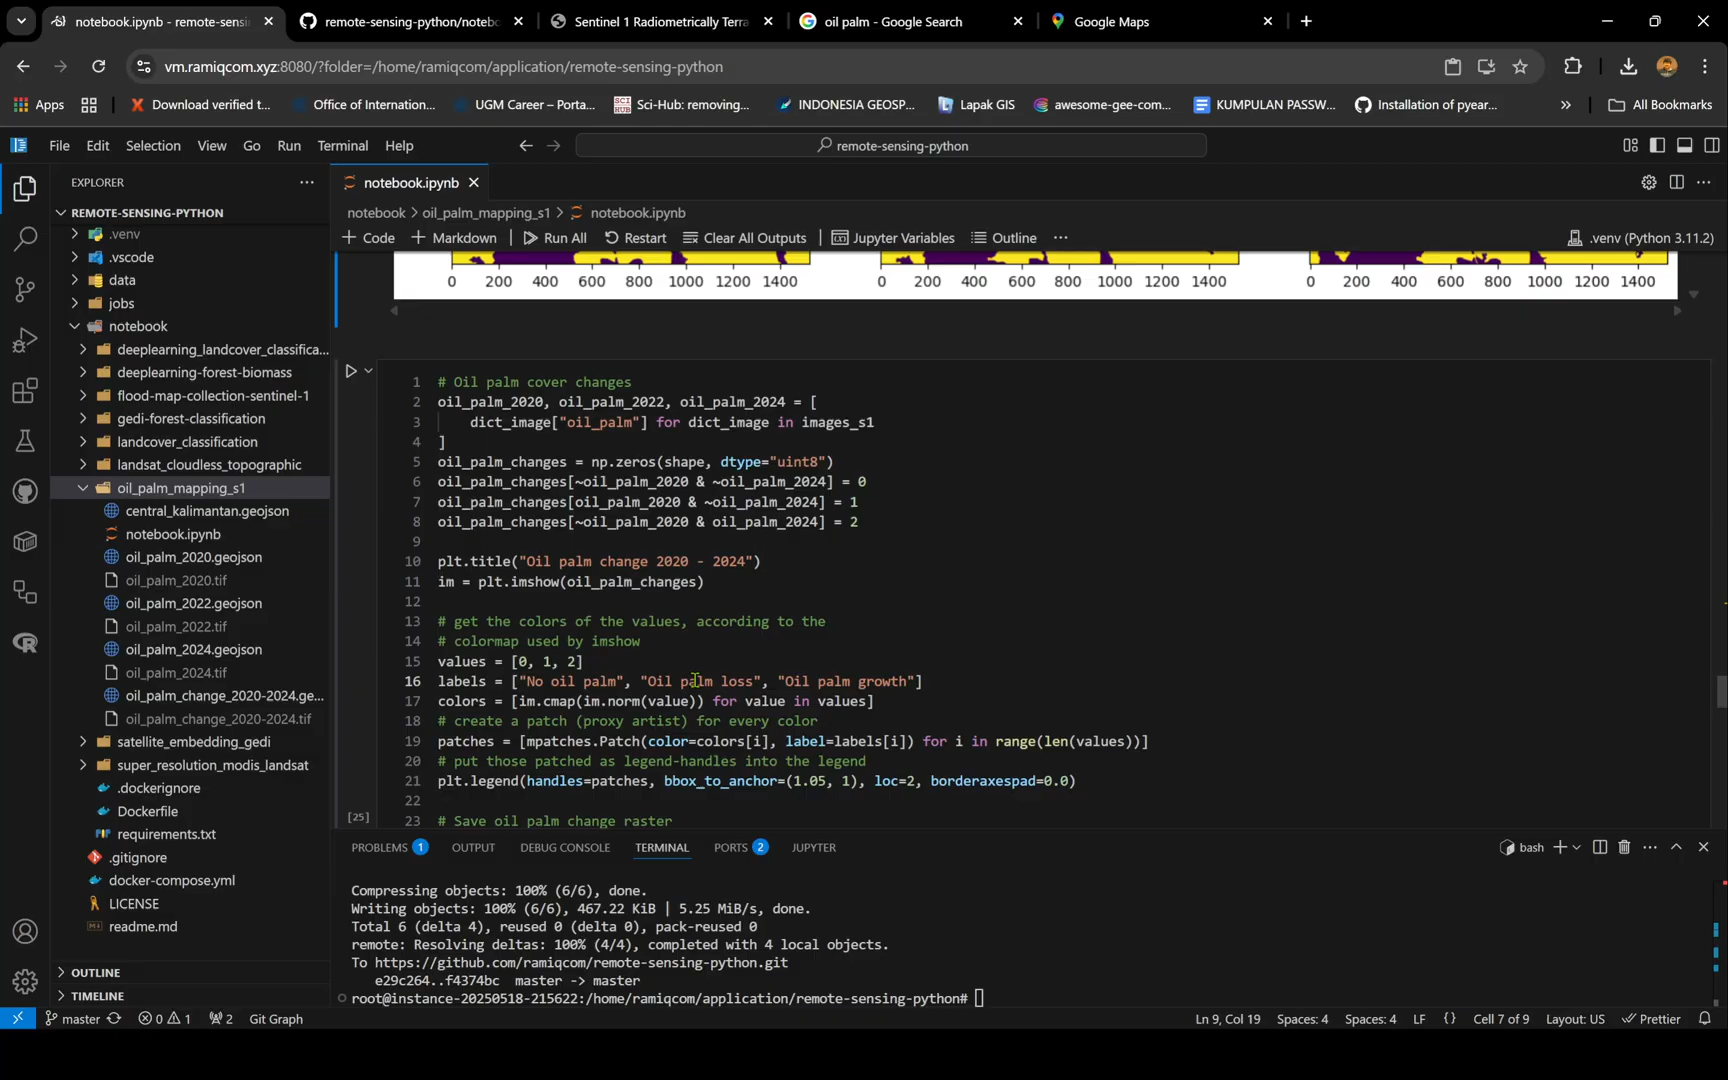 notebook.ipynb - remote-sensi
remote-sensing-python/notebo
Sentinel 1 Radiometrically Terra
oil palm - Google Search
Google Maps
vm.ramiqcom.xyz:8080/?folder=/home/ramiqcom/application/remote-sensing-python
Apps
Download verified t...
Office of Internation...
UGM Career – Porta...
Sci-Hub: removing...
INDONESIA GEOSP...
Lapak GIS
awesome-gee-com...
KUMPULAN PASSW...
Installation of pyear...
All Bookmarks
File Edit Selection View Go Run Terminal Help
remote-sensing-python
EXPLORER
notebook.ipynb
REMOTE-SENSING-PYTHON
.venv
.vscode
data
jobs
notebook
deeplearning_landcover_classifica...
deeplearning-forest-biomass
flood-map-collection-sentinel-1
gedi-forest-classification
landcover_classification
landsat_cloudless_topographic
oil_palm_mapping_s1
central_kalimantan.geojson
notebook.ipynb
oil_palm_2020.geojson
oil_palm_2020.tif
oil_palm_2022.geojson
oil_palm_2022.tif
oil_palm_2024.geojson
oil_palm_2024.tif
oil_palm_change_2020-2024.ge...
oil_palm_change_2020-2024.tif
satellite_embedding_gedi
super_resolution_modis_landsat
.dockerignore
Dockerfile
requirements.txt
.gitignore
docker-compose.yml
LICENSE
readme.md
OUTLINE
TIMELINE
notebook > oil_palm_mapping_s1 > notebook.ipynb
Code Markdown Run All Restart Clear All Outputs Jupyter Variables Outline ... .venv (Python 3.11.2)
0 200 400 600 800 1000 1200 1400
0 200 400 600 800 1000 1200 1400
0 200 400 600 800 1000 1200 1400
1 # Oil palm cover changes
2 oil_palm_2020, oil_palm_2022, oil_palm_2024 = [
3     dict_image["oil_palm"] for dict_image in images_s1
4 ]
5 oil_palm_changes = np.zeros(shape, dtype="uint8")
6 oil_palm_changes[~oil_palm_2020 & ~oil_palm_2024] = 0
7 oil_palm_changes[oil_palm_2020 & ~oil_palm_2024] = 1
8 oil_palm_changes[~oil_palm_2020 & oil_palm_2024] = 2
9
10 plt.title("Oil palm change 2020 - 2024")
11 im = plt.imshow(oil_palm_changes)
12
13 # get the colors of the values, according to the
14 # colormap used by imshow
15 values = [0, 1, 2]
16 labels = ["No oil palm", "Oil palm loss", "Oil palm growth"]
17 colors = [im.cmap(im.norm(value)) for value in values]
18 # create a patch (proxy artist) for every color
19 patches = [mpatches.Patch(color=colors[i], label=labels[i]) for i in range(len(values))]
20 # put those patched as legend-handles into the legend
21 plt.legend(handles=patches, bbox_to_anchor=(1.05, 1), loc=2, borderaxespad=0.0)
22
[25]
23 # Save oil palm change raster
PROBLEMS 1 OUTPUT DEBUG CONSOLE TERMINAL PORTS 2 JUPYTER
bash
Compressing objects: 100% (6/6), done.
Writing objects: 100% (6/6), 467.22 KiB | 5.25 MiB/s, done.
Total 6 (delta 4), reused 0 (delta 0), pack-reused 0
remote: Resolving deltas: 100% (4/4), completed with 4 local objects.
To https://github.com/ramiqcom/remote-sensing-python.git
   e29c264..f4374bc  master -> master
root@instance-20250518-215622:/home/ramiqcom/application/remote-sensing-python#
master 0 1 2 Git Graph
Ln 9, Col 19 Spaces: 4 Spaces: 4 LF {} Cell 7 of 9 Layout: US Prettier